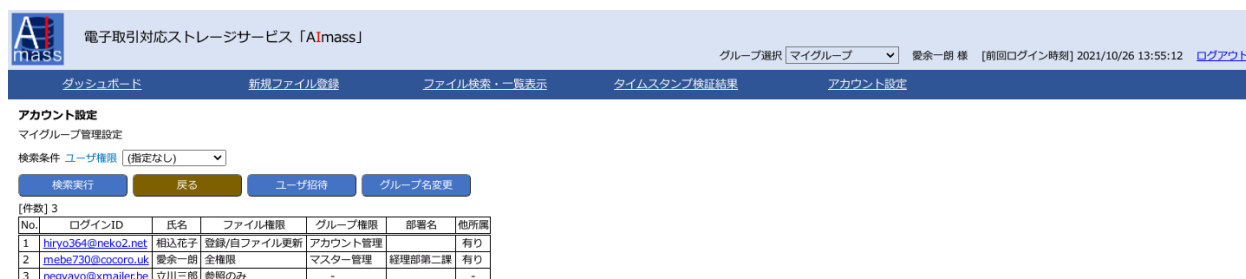 AI
mass
電子取引対応ストレージサービス「AImass」
グループ選択 マイグループ 愛余一朗 様 [前回ログイン時刻] 2021/10/26 13:55:12 ログアウト
ダッシュボード 新規ファイル登録 ファイル検索・一覧表示 タイムスタンプ検証結果 アカウント設定
アカウント設定
マイグループ管理設定
検索条件 ユーザ権限 (指定なし)
検索実行 戻る ユーザ招待 グループ名変更
[件数] 3
No. ログインID 氏名 ファイル権限 グループ権限 部署名 他所属
1 hiryo364@neko2.net 相込花子 登録/自ファイル更新 アカウント管理 有り
2 mebe730@cocoro.uk 愛余一朗 全権限 マスター管理 経理部第二課 有り
3 negyayo@xmailer.be 立川三郎 参照のみ - -